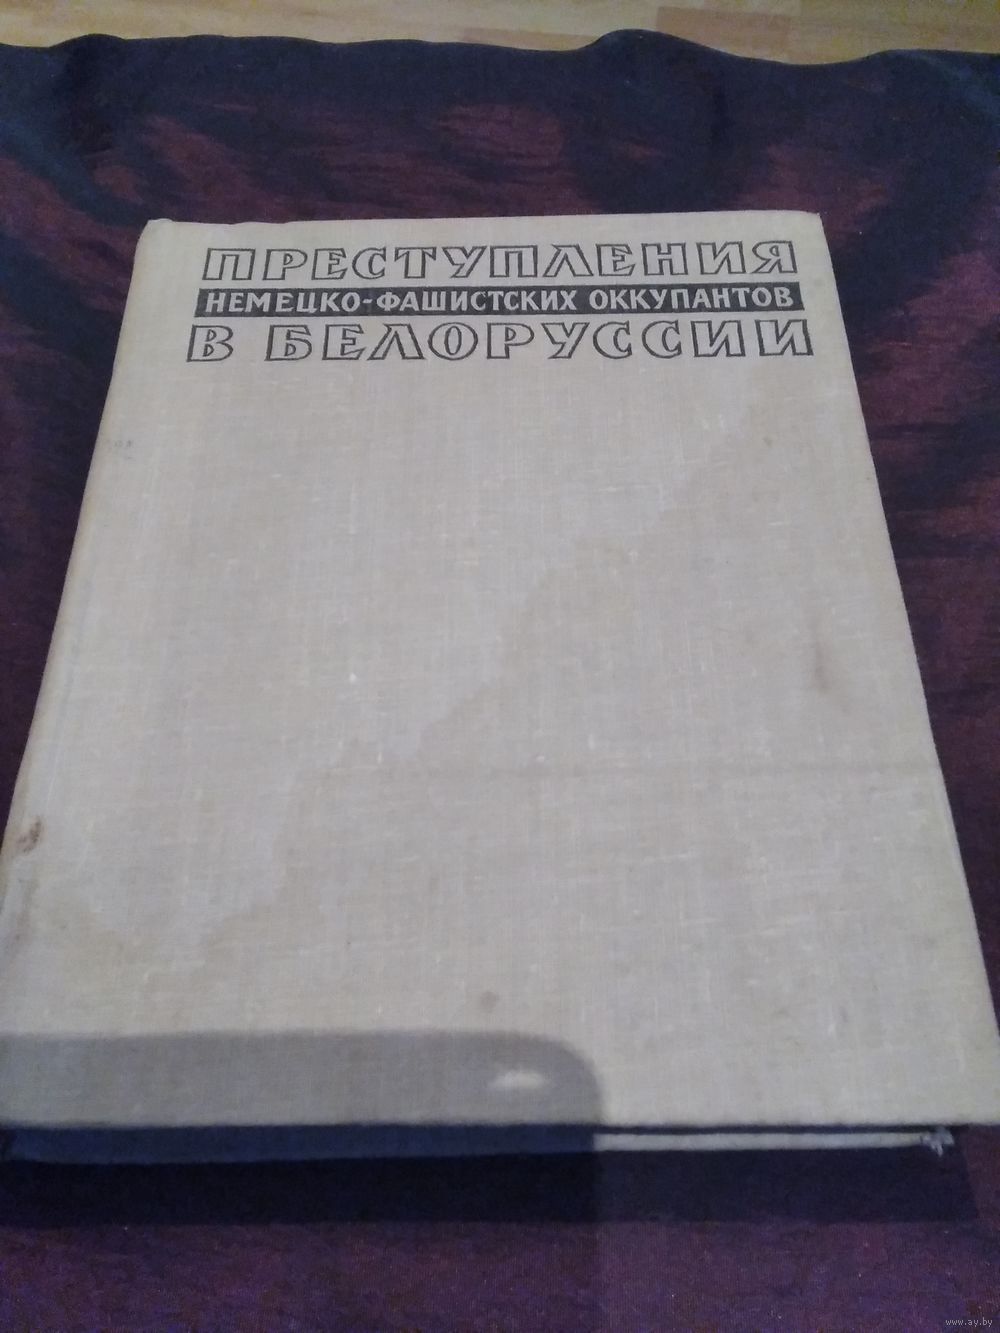 ПРЕСТУПЛЕНИЯ
НЕМЕЦКО-ФАШИСТСКИХ ОККУПАНТОВ
В БЕЛОРУССИИ
www.ay.by